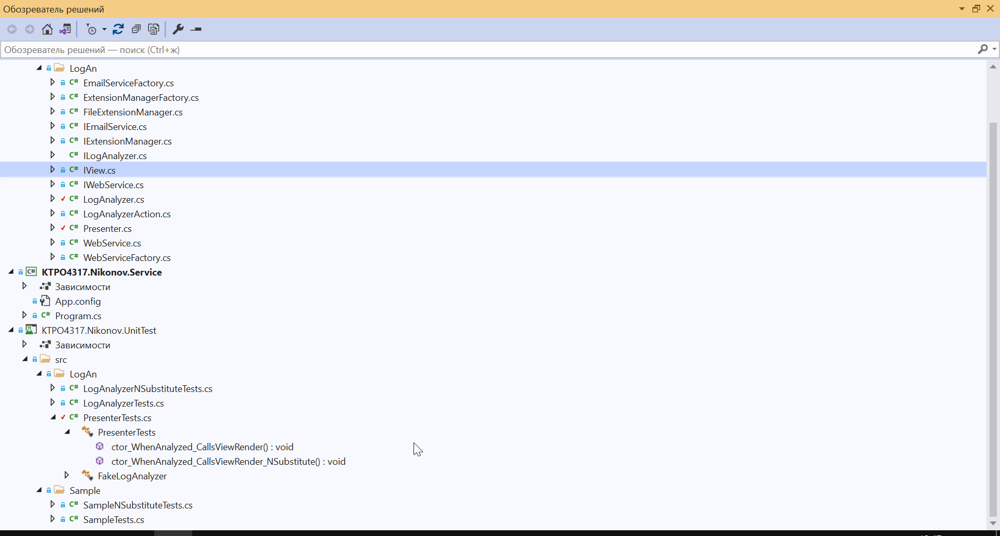 Обозреватель решений
Обозреватель решений — поиск (Ctrl+ж)
LogAn
C# EmailServiceFactory.cs
C# ExtensionManagerFactory.cs
C# FileExtensionManager.cs
C# IEmailService.cs
C# IExtensionManager.cs
C# ILogAnalyzer.cs
C# IView.cs
C# IWebService.cs
C# LogAnalyzer.cs
C# LogAnalyzerAction.cs
C# Presenter.cs
C# WebService.cs
C# WebServiceFactory.cs
C# KTPO4317.Nikonov.Service
Зависимости
App.config
C# Program.cs
KTPO4317.Nikonov.UnitTest
Зависимости
src
LogAn
C# LogAnalyzerNSubstituteTests.cs
C# LogAnalyzerTests.cs
C# PresenterTests.cs
PresenterTests
ctor_WhenAnalyzed_CallsViewRender() : void
ctor_WhenAnalyzed_CallsViewRender_NSubstitute() : void
FakeLogAnalyzer
Sample
C# SampleNSubstituteTests.cs
C# SampleTests.cs